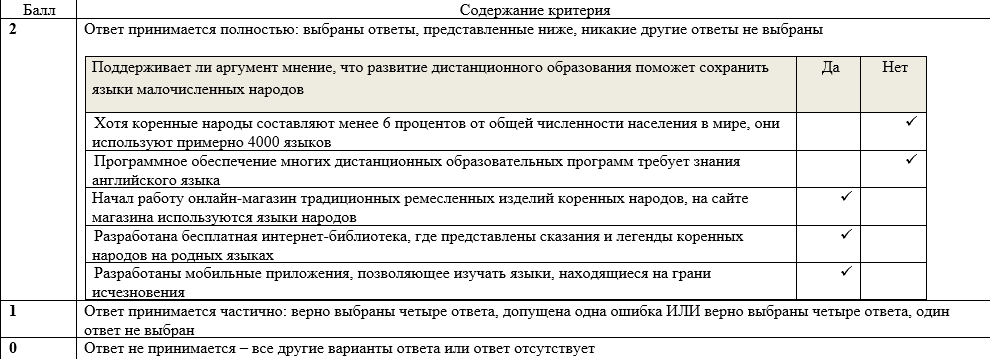 Балл Содержание критерия
2 Ответ принимается полностью: выбраны ответы, представленные ниже, никакие другие ответы не выбраны
Поддерживает ли аргумент мнение, что развитие дистанционного образования поможет сохранить Да Нет
языки малочисленных народов
Хотя коренные народы составляют менее 6 процентов от общей численности населения в мире, они ✓
используют примерно 4000 языков
Программное обеспечение многих дистанционных образовательных программ требует знания ✓
английского языка
Начал работу онлайн-магазин традиционных ремесленных изделий коренных народов, на сайте ✓
магазина используются языки народов
Разработана бесплатная интернет-библиотека, где представлены сказания и легенды коренных ✓
народов на родных языках
Разработаны мобильные приложения, позволяющее изучать языки, находящиеся на грани ✓
исчезновения
1 Ответ принимается частично: верно выбраны четыре ответа, допущена одна ошибка ИЛИ верно выбраны четыре ответа, один
ответ не выбран
0 Ответ не принимается – все другие варианты ответа или ответ отсутствует